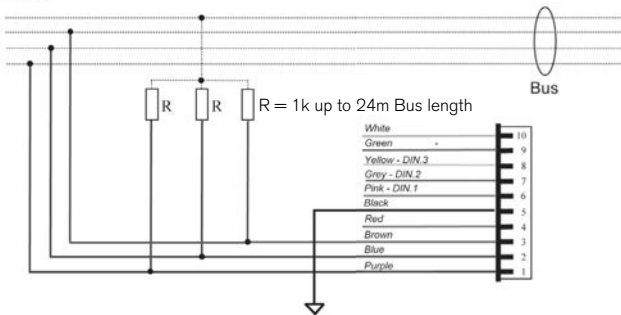 Bus
R
R
R = 1k up to 24m Bus length
White
10
Green
9
Yellow - DIN.3
8
Grey - DIN.2
7
Pink - DIN.1
6
Black
5
Red
4
Brown
3
Blue
2
Purple
1